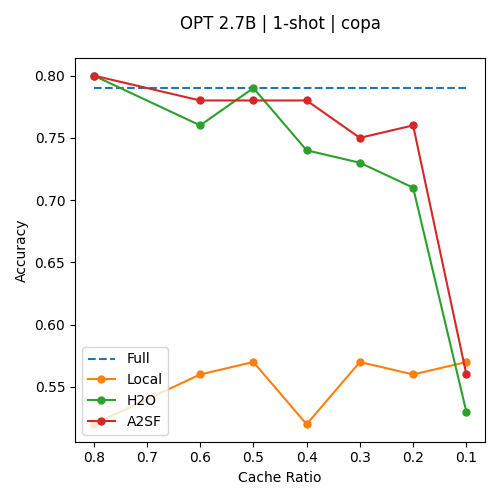 OPT 2.7B | 1-shot | copa
0.80
0.75
0.70
0.65
0.60
0.55
Accuracy
Full
Local
H2O
A2SF
0.8 0.7 0.6 0.5 0.4 0.3 0.2 0.1
Cache Ratio